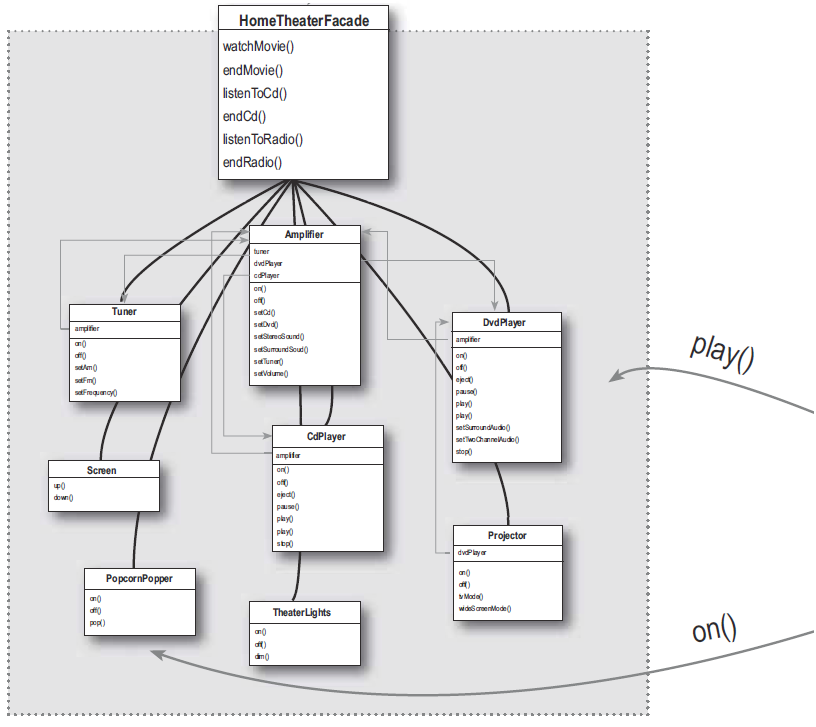 HomeTheaterFacade
watchMovie()
endMovie()
listenToCd()
endCd()
listenToRadio()
endRadio()
Amplifier
tuner
dvdPlayer
cdPlayer
on()
off()
setCd()
setDvd()
setStereoSound()
setSurroundSoud()
setTuner()
setVolume()
Tuner
amplifier
on()
off()
setAm()
setFm()
setFrequency()
DvdPlayer
amplifier
on()
off()
eject()
pause()
play()
play()
setSurroundAudio()
setTwoChannelAudio()
stop()
play()
CdPlayer
amplifier
on()
off()
eject()
pause()
play()
play()
stop()
Screen
up()
down()
Projector
dvdPlayer
on()
off()
tvMode()
wideScreenMode()
PopcornPopper
on()
off()
pop()
TheaterLights
on()
off()
dim()
on()